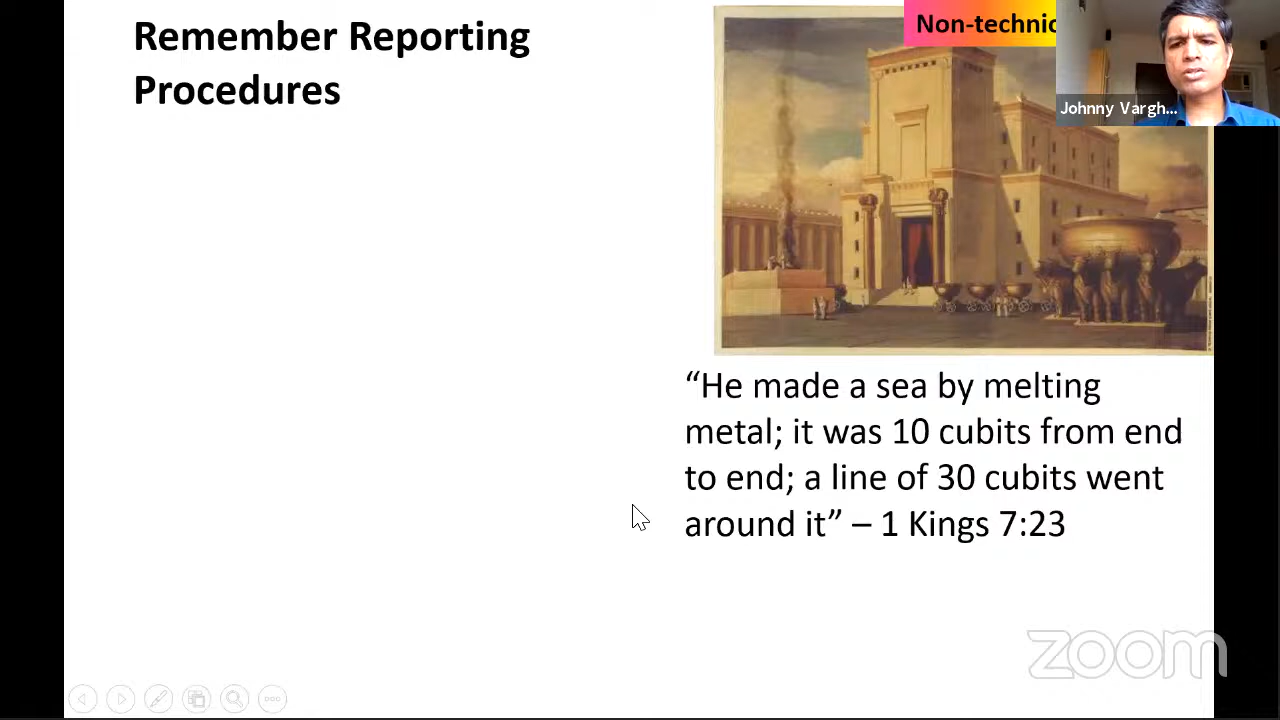 Remember Reporting
Procedures
Non-technic
Johnny Vargh...
“He made a sea by melting
metal; it was 10 cubits from end
to end; a line of 30 cubits went
around it” – 1 Kings 7:23
zoom